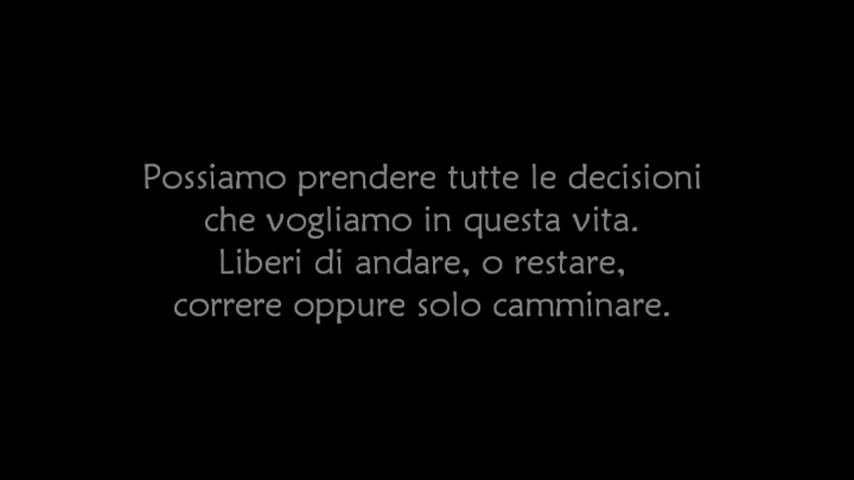 Possiamo prendere tutte le decisioni
che vogliamo in questa vita.
Liberi di andare, o restare,
correre oppure solo camminare.